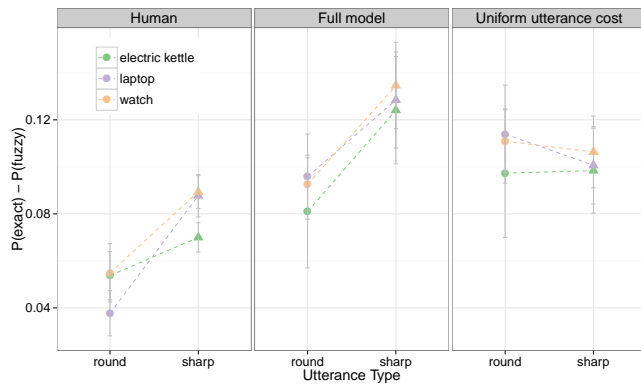 Human
Full model
Uniform utterance cost
electric kettle
laptop
watch
P(exact) − P(fuzzy)
0.12
0.08
0.04
round
sharp
round
sharp
round
sharp
Utterance Type